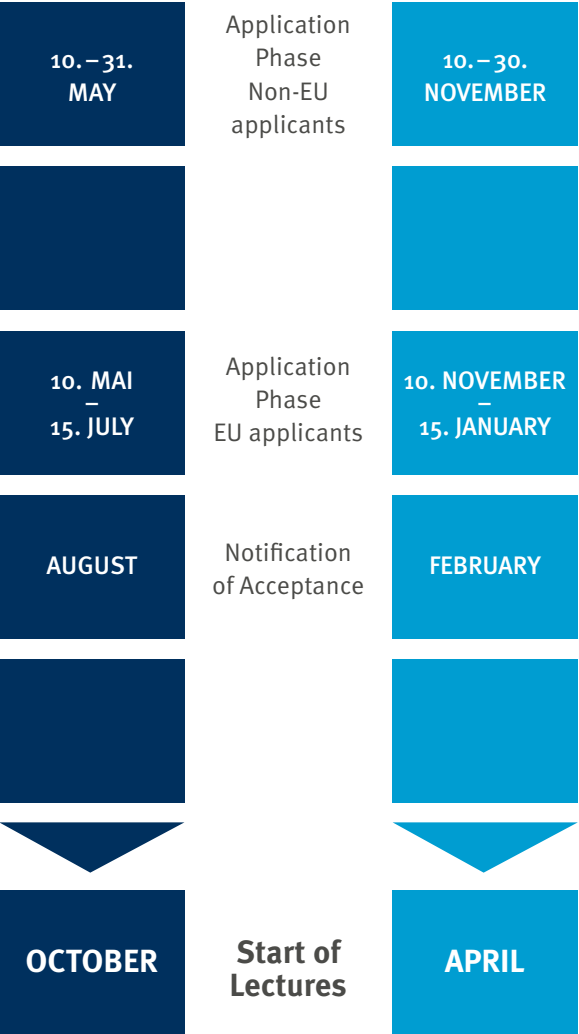 10.–31.
MAY
Application
Phase
Non-EU
applicants
10.–30.
NOVEMBER
10. MAI
–
15. JULY
Application
Phase
EU applicants
10. NOVEMBER
–
15. JANUARY
AUGUST
Notification
of Acceptance
FEBRUARY
OCTOBER
Start of
Lectures
APRIL